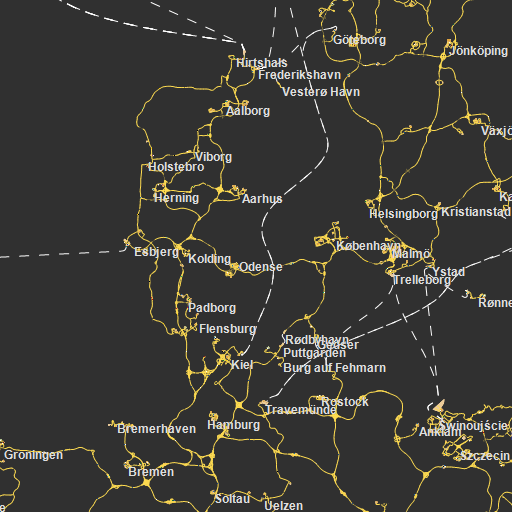 Göteborg
Jönköping
Hirtshals
Frederikshavn
Vesterø Havn
Aalborg
Växjö
Viborg
Holstebro
Herning
Aarhus
Helsingborg
Kristianstad
København
Esbjerg
Kolding
Malmö
Odense
Ystad
Trelleborg
Rønne
Padborg
Flensburg
Rødbyhavn
Gedser
Puttgarden
Kiel
Burg auf Fehmarn
Travemünde
Rostock
Hamburg
Bremerhaven
Anklam
Świnoujście
Groningen
Szczecin
Bremen
Soltau
Uelzen